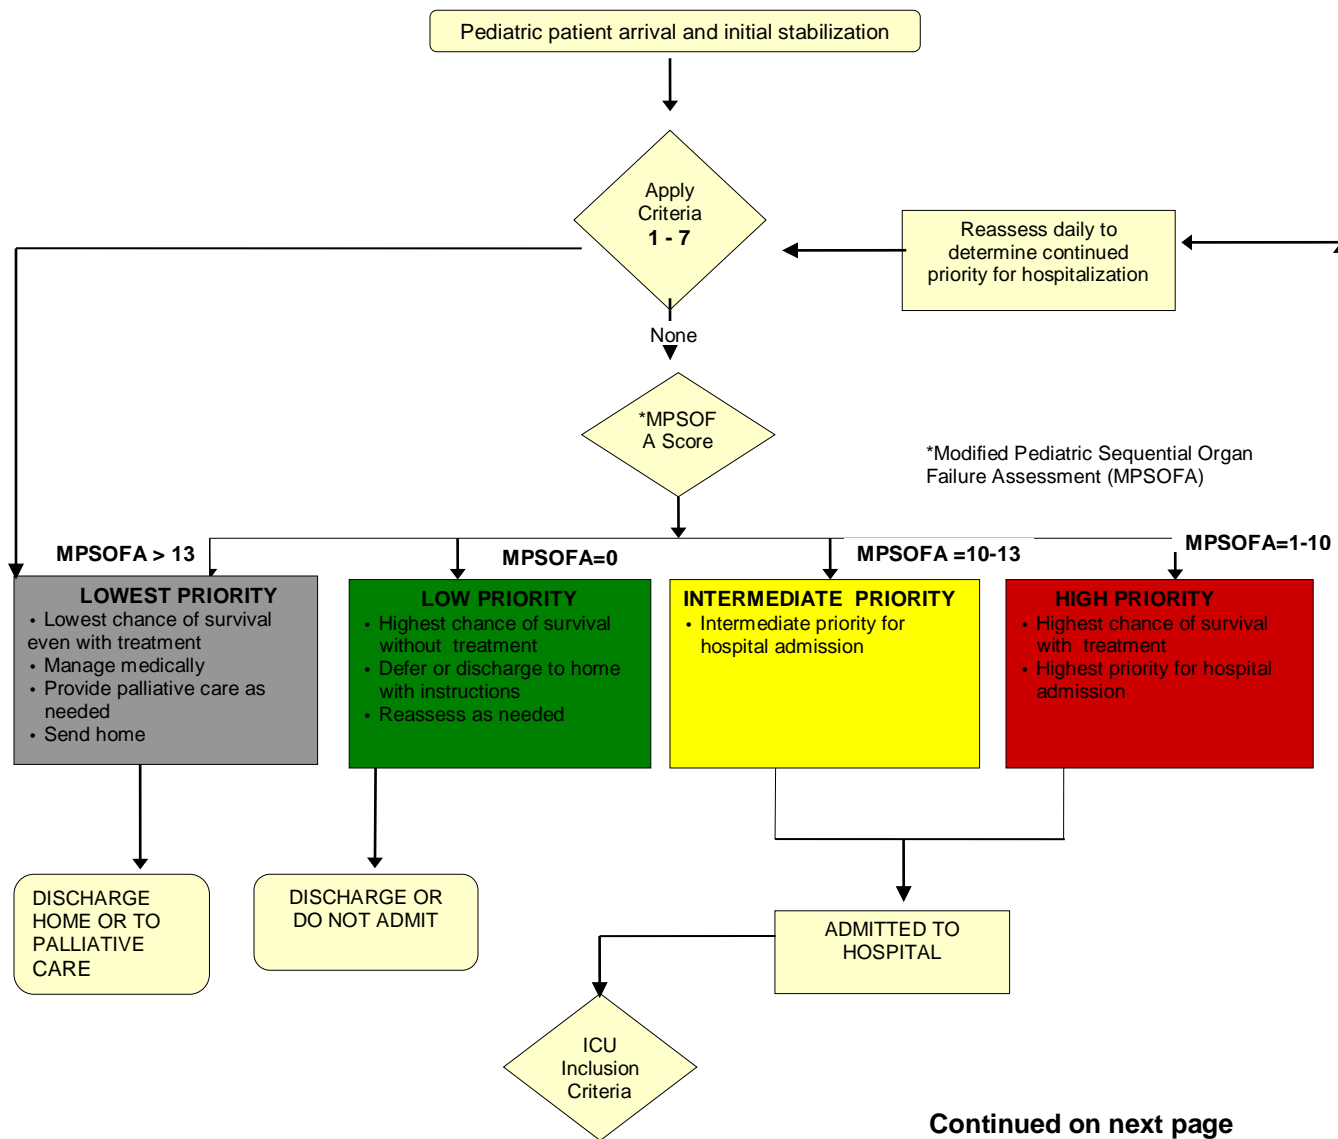 Pediatric patient arrival and initial stabilization
Apply
Criteria
1 - 7
Reassess daily to
determine continued
priority for hospitalization
None
*MPSOF
A Score
*Modified Pediatric Sequential Organ
Failure Assessment (MPSOFA)
MPSOFA > 13
MPSOFA=0
MPSOFA =10-13
MPSOFA=1-10
LOWEST PRIORITY
• Lowest chance of survival
even with treatment
• Manage medically
• Provide palliative care as
needed
• Send home
LOW PRIORITY
• Highest chance of survival
without treatment
• Defer or discharge to home
with instructions
• Reassess as needed
INTERMEDIATE PRIORITY
• Intermediate priority for
hospital admission
HIGH PRIORITY
• Highest chance of survival
with treatment
• Highest priority for hospital
admission
DISCHARGE
HOME OR TO
PALLIATIVE
CARE
DISCHARGE OR
DO NOT ADMIT
ADMITTED TO
HOSPITAL
ICU
Inclusion
Criteria
Continued on next page